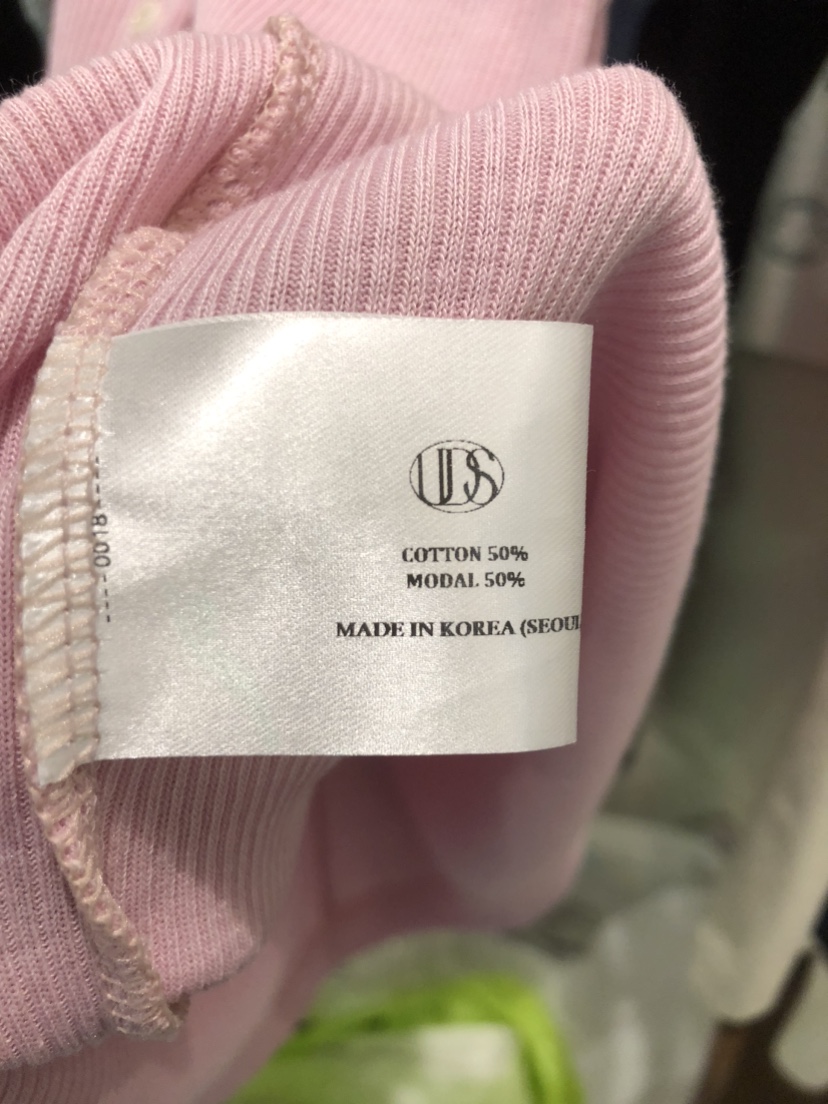 UDS
COTTON 50%
MODAL 50%
MADE IN KOREA (SEOUL
----0018----